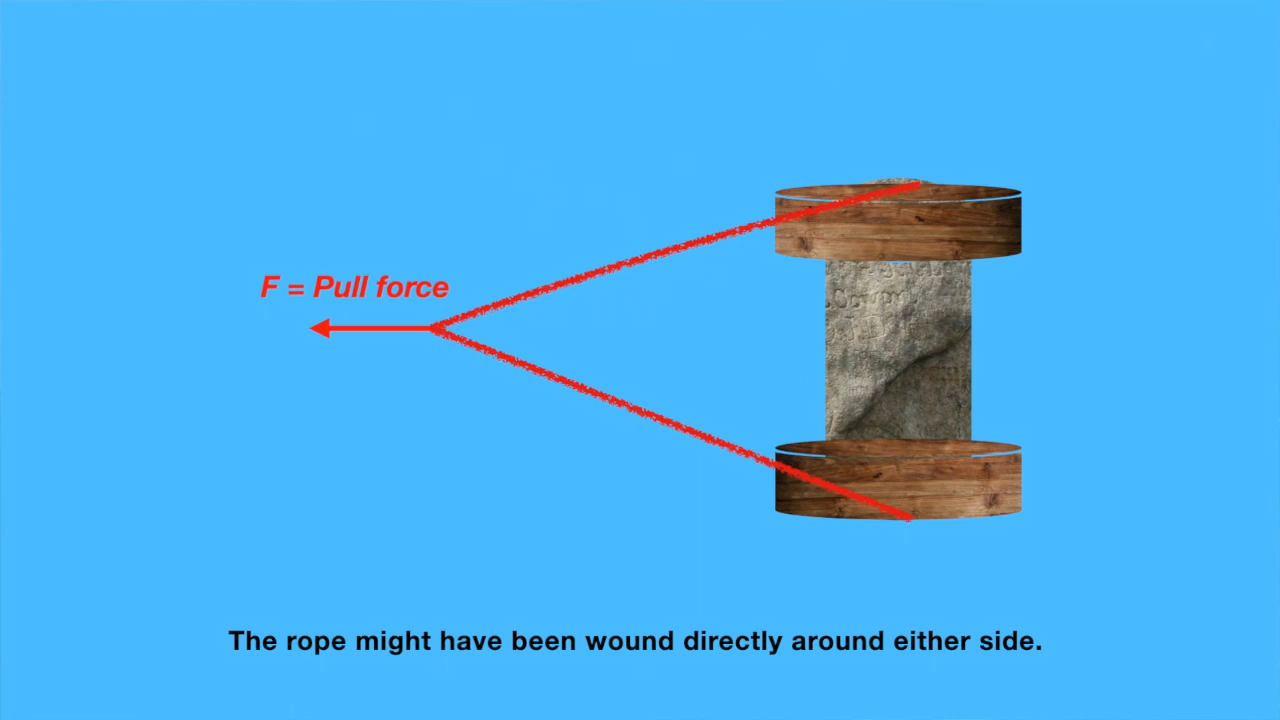 F = Pull force
The rope might have been wound directly around either side.